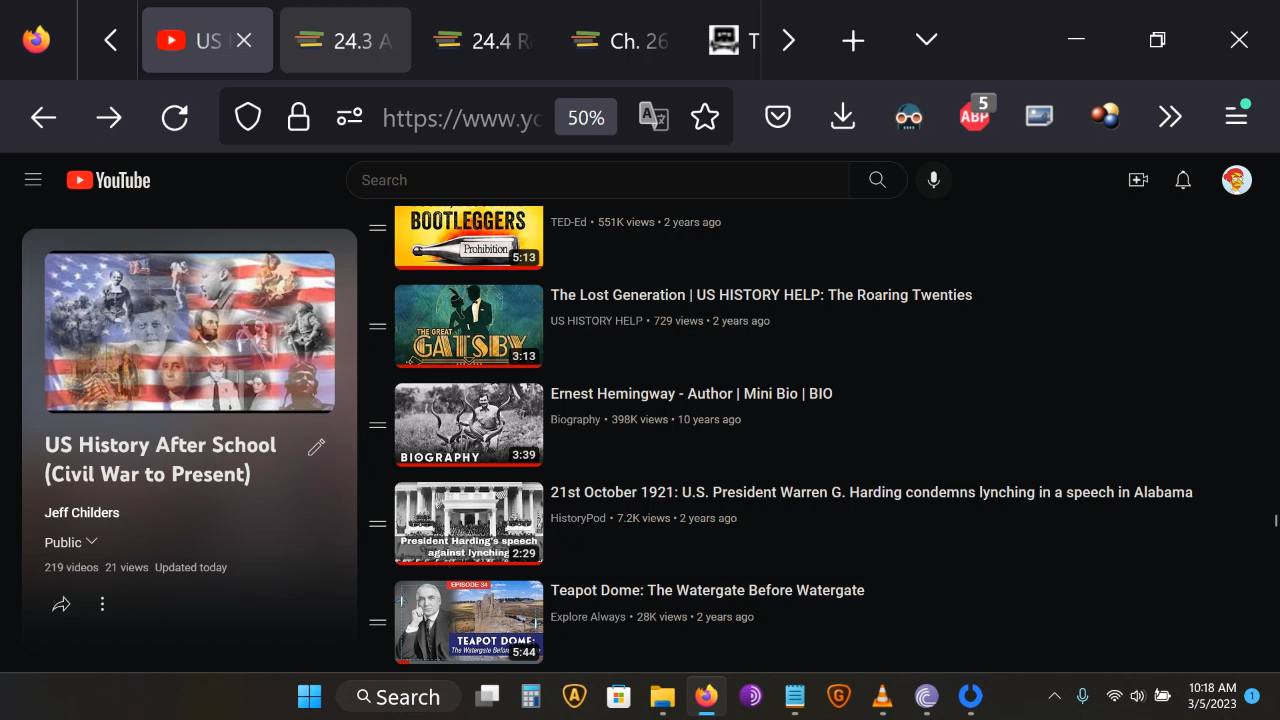 US
24.3 A
24.4 R
Ch. 26
T
https://www.yo
50%
5
ABP
YouTube
Search
BOOTLEGGERS
Prohibition
5:13
TED-Ed • 551K views • 2 years ago
THE GREAT
GATSBY
3:13
The Lost Generation | US HISTORY HELP: The Roaring Twenties
US HISTORY HELP • 729 views • 2 years ago
BIOGRAPHY
3:39
Ernest Hemingway - Author | Mini Bio | BIO
Biography • 398K views • 10 years ago
President Harding's speech
against lynching
2:29
21st October 1921: U.S. President Warren G. Harding condemns lynching in a speech in Alabama
HistoryPod • 7.2K views • 2 years ago
EPISODE 34
TEAPOT DOME:
The Watergate Before
5:44
Teapot Dome: The Watergate Before Watergate
Explore Always • 28K views • 2 years ago
US History After School
(Civil War to Present)
Jeff Childers
Public
219 videos 21 views Updated today
Search
10:18 AM
3/5/2023
1